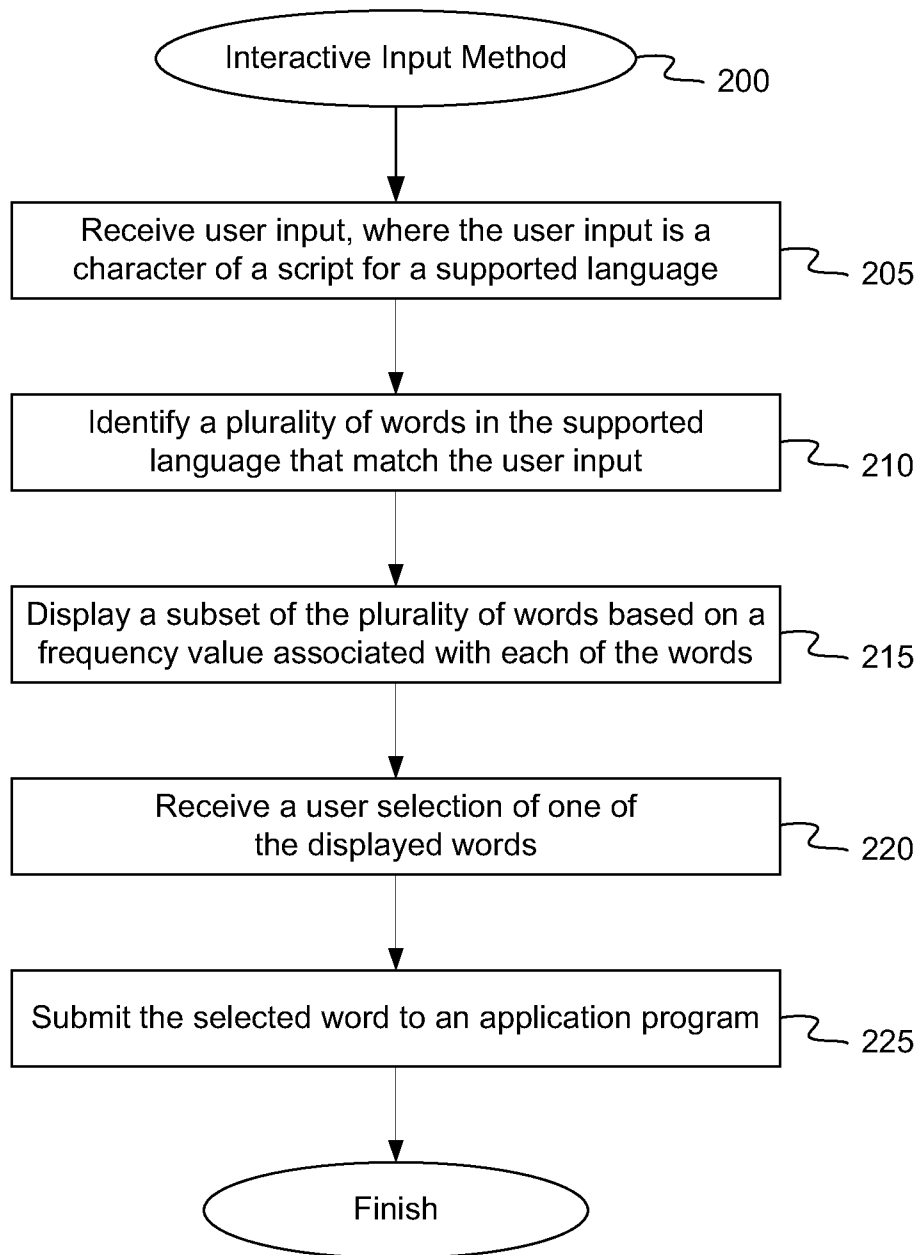 Interactive Input Method
200
Receive user input, where the user input is a
character of a script for a supported language
205
Identify a plurality of words in the supported
language that match the user input
210
Display a subset of the plurality of words based on a
frequency value associated with each of the words
215
Receive a user selection of one of
the displayed words
220
Submit the selected word to an application program
225
Finish